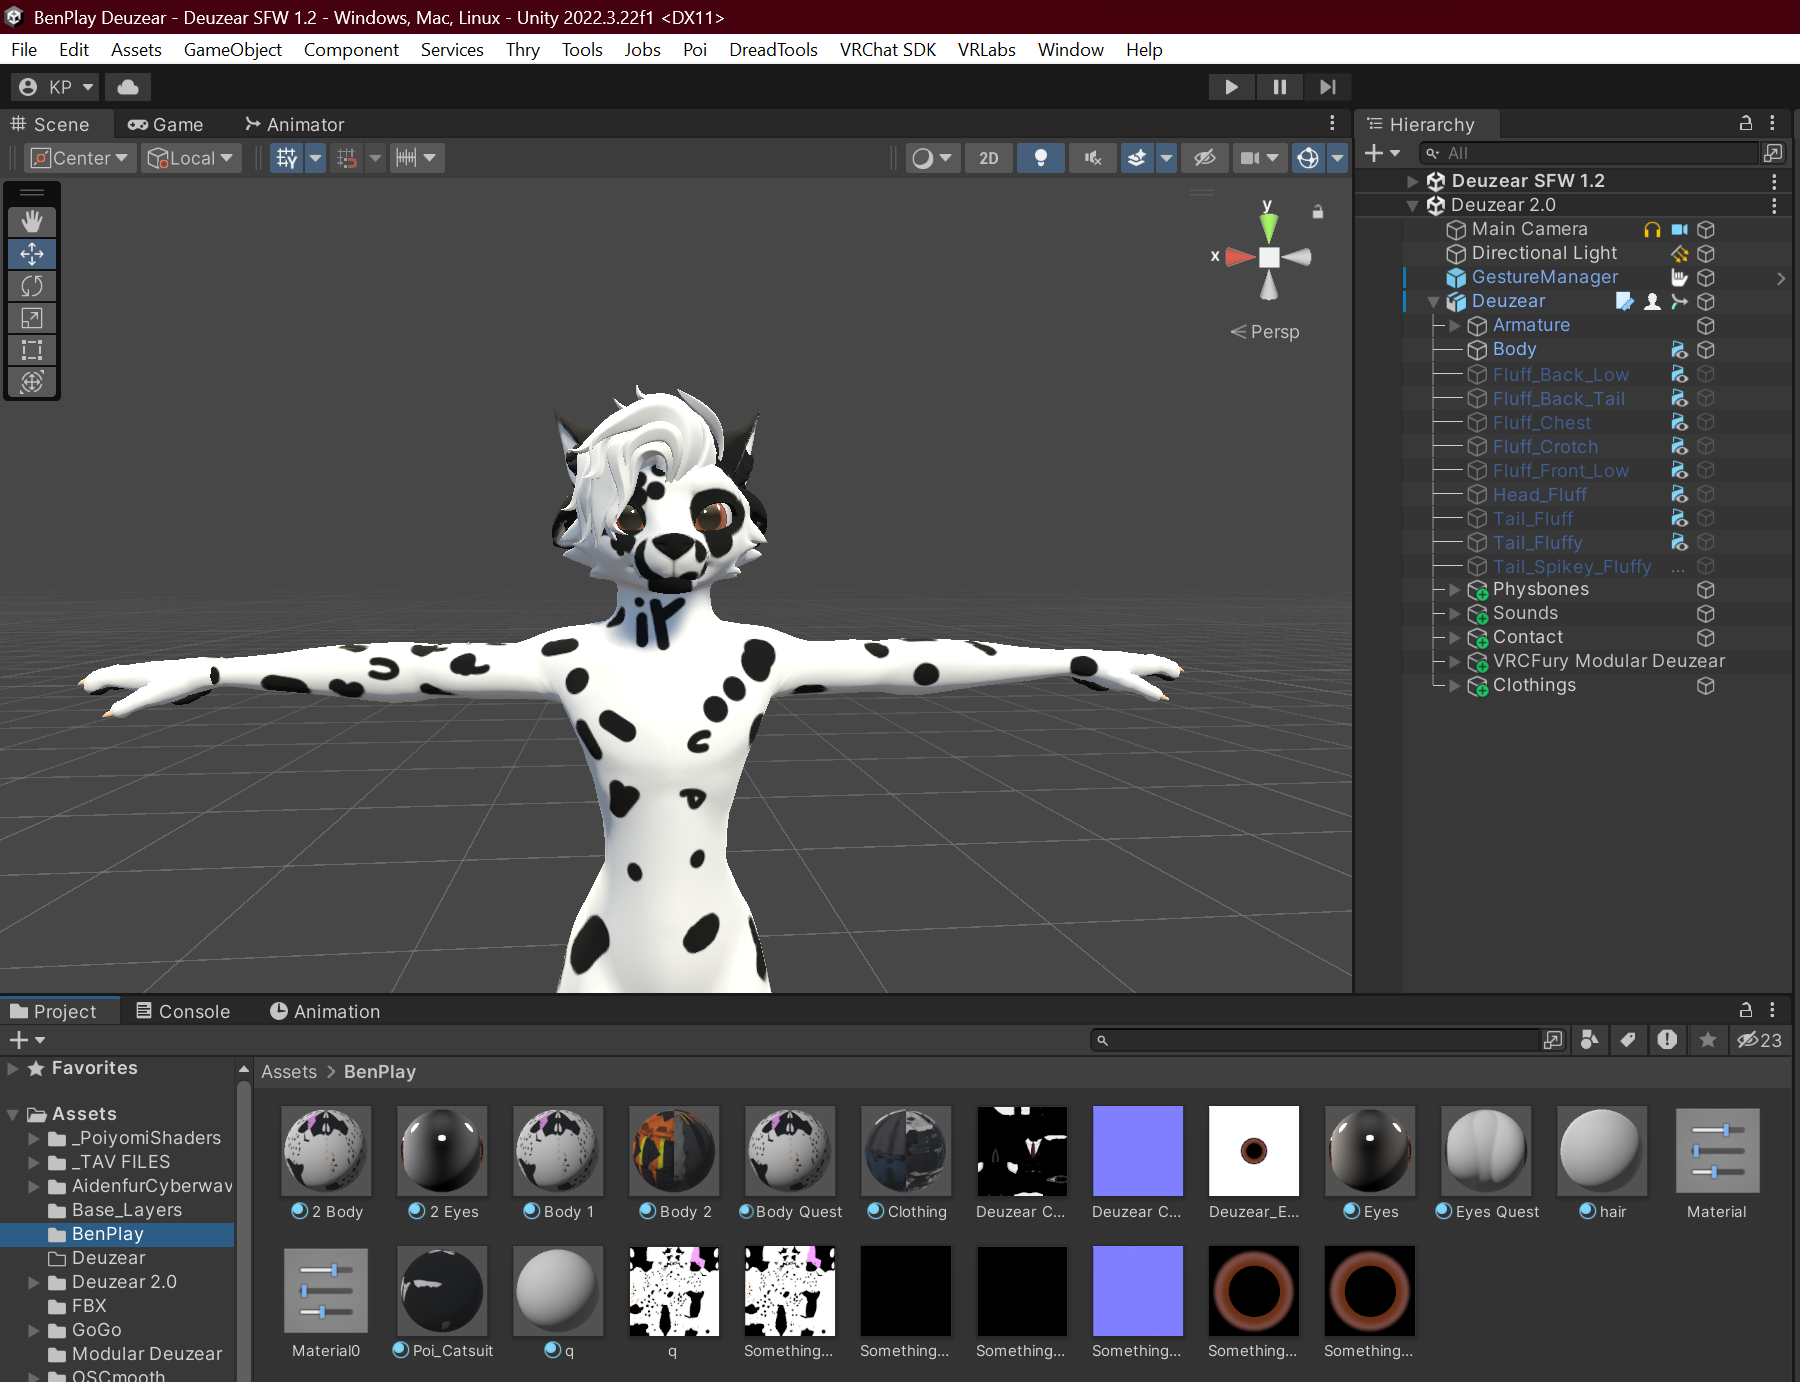 BenPlay Deuzear - Deuzear SFW 1.2 - Windows, Mac, Linux - Unity 2022.3.22f1 <DX11>
File Edit Assets GameObject Component Services Thry Tools Jobs Poi DreadTools VRChat SDK VRLabs Window Help
KP
Scene Game Animator
Center Local 2D
y
x
Persp
Hierarchy
All
Deuzear SFW 1.2
Deuzear 2.0
Main Camera
Directional Light
GestureManager
Deuzear
Armature
Body
Fluff_Back_Low
Fluff_Back_Tail
Fluff_Chest
Fluff_Crotch
Fluff_Front_Low
Head_Fluff
Tail_Fluff
Tail_Fluffy
Tail_Spikey_Fluffy ...
Physbones
Sounds
Contact
VRCFury Modular Deuzear
Clothings
Project Console Animation
23
Favorites
Assets
_PoiyomiShaders
_TAV FILES
AidenfurCyberwav
Base_Layers
BenPlay
Deuzear
Deuzear 2.0
FBX
GoGo
Modular Deuzear
OSCmooth
Assets > BenPlay
2 Body 2 Eyes Body 1 Body 2 Body Quest Clothing Deuzear C... Deuzear C... Deuzear_E... Eyes Eyes Quest hair Material
Material0 Poi_Catsuit q q Something... Something... Something... Something... Something... Something...